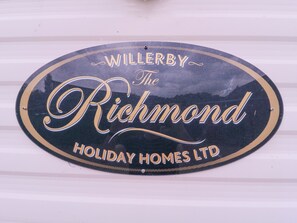 WILLERBY
The
Richmond
HOLIDAY HOMES LTD